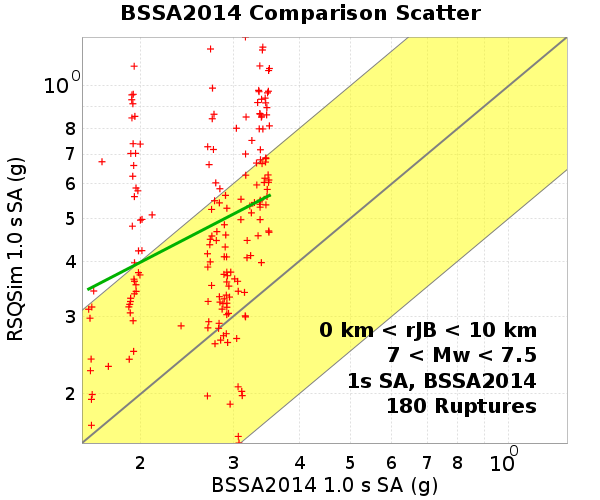 BSSA2014 Comparison Scatter
RSQSim 1.0 s SA (g)
10^0
8
7
6
5
4
3
2
0 km < rJB < 10 km
7 < Mw < 7.5
1s SA, BSSA2014
180 Ruptures
2 3 4 5 6 7 8 10^0
BSSA2014 1.0 s SA (g)